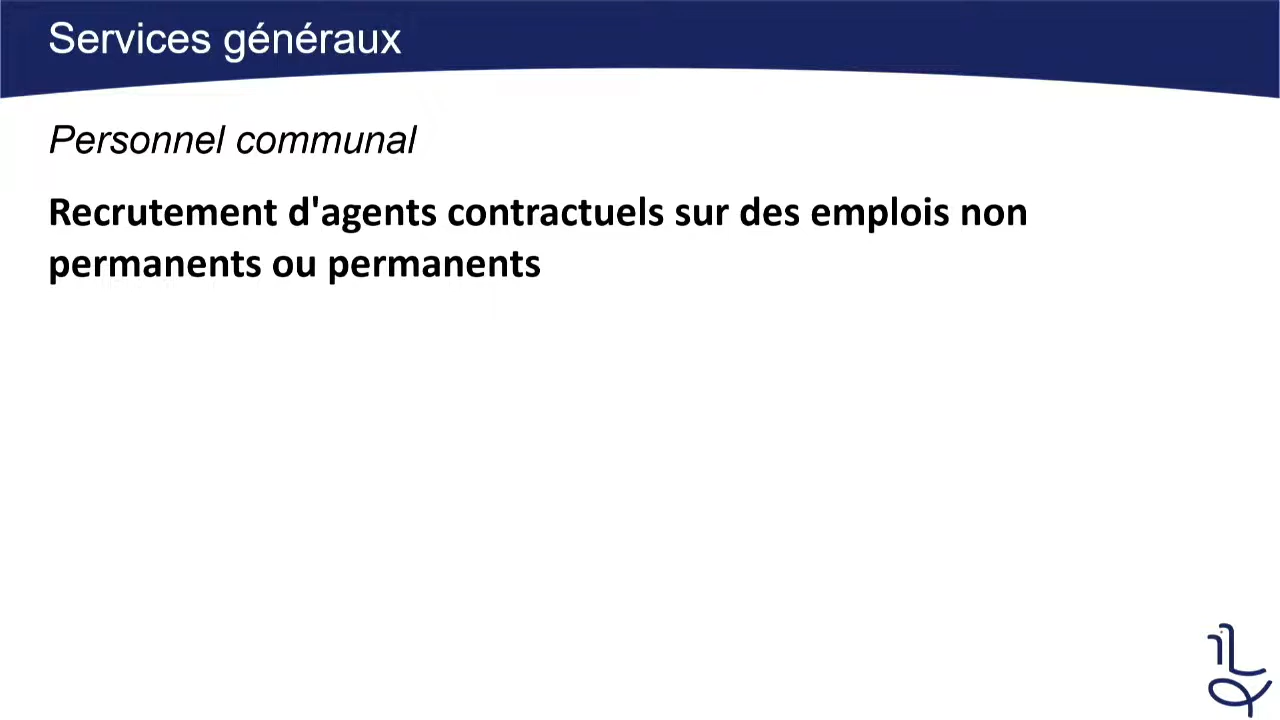 Services généraux
Personnel communal
Recrutement d'agents contractuels sur des emplois non
permanents ou permanents